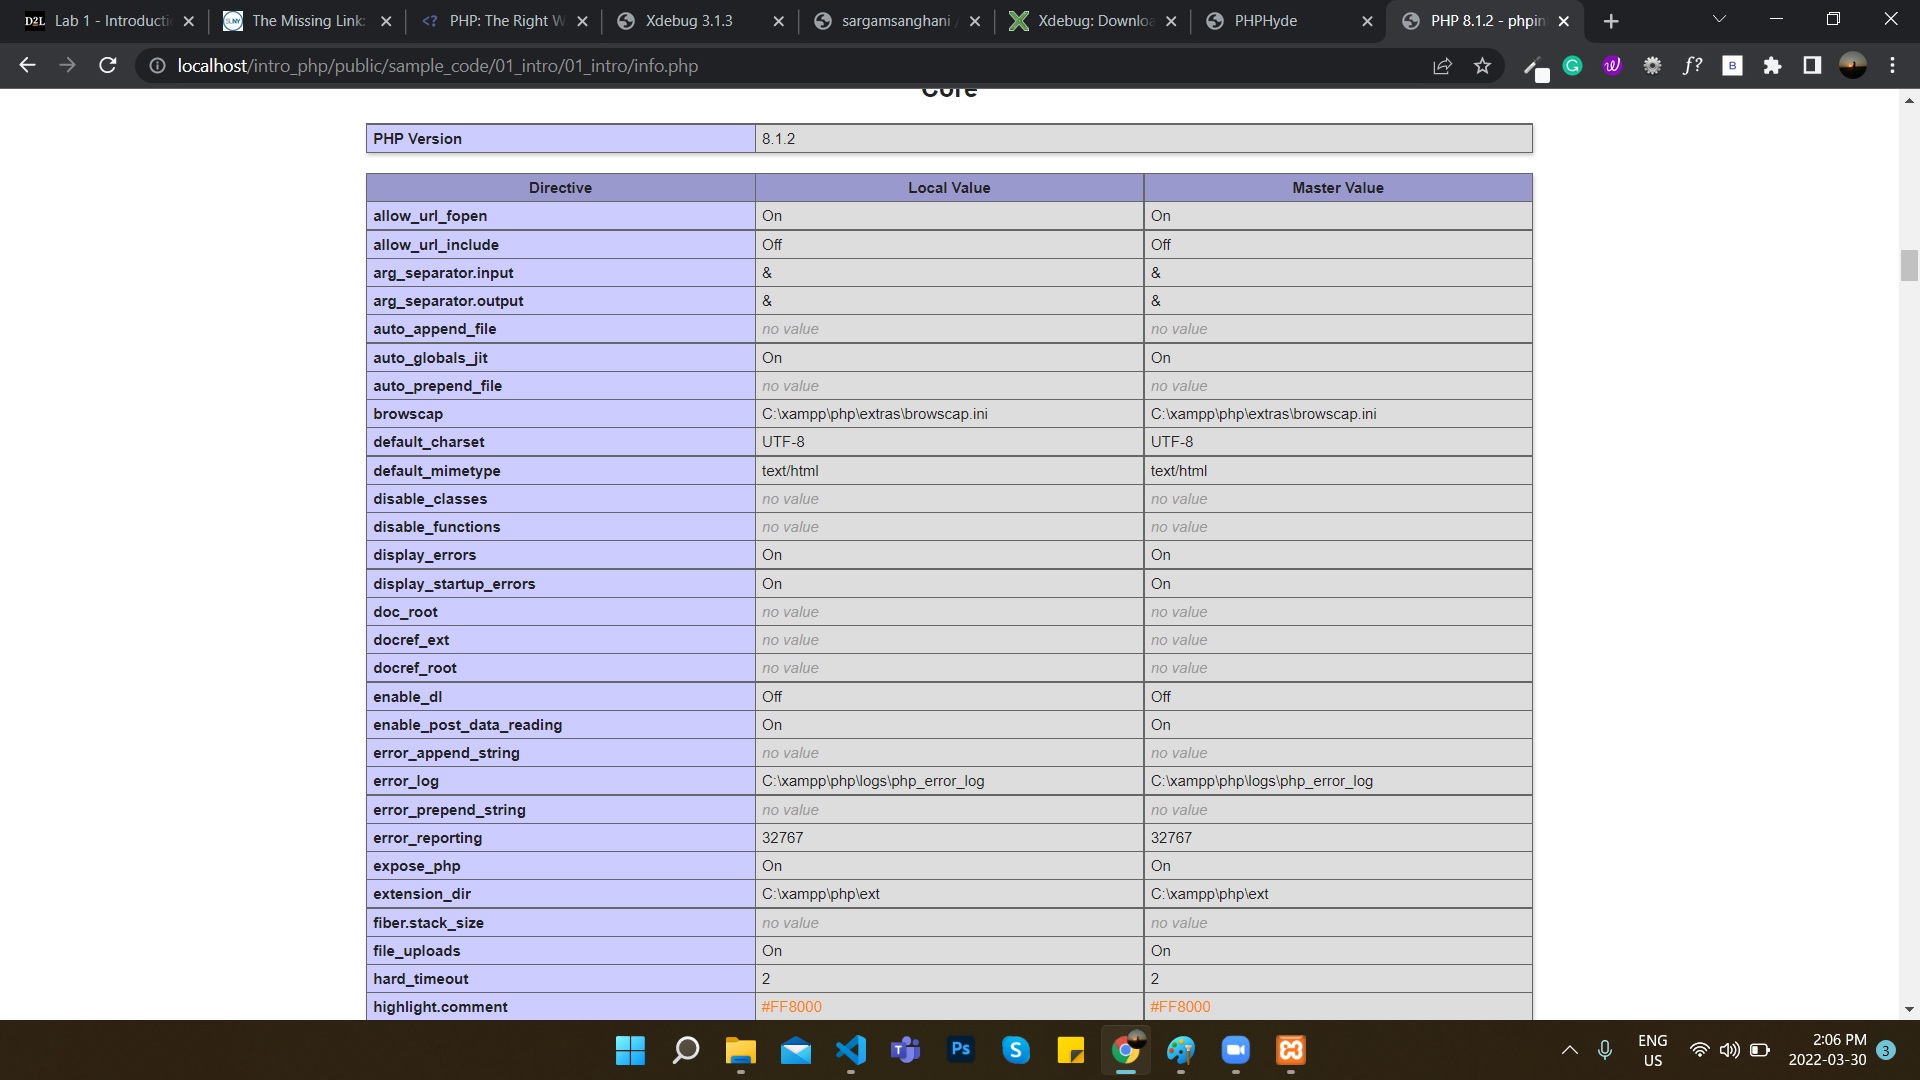 D2L Lab 1 - Introducti
SUNY The Missing Link:
<? PHP: The Right W
Xdebug 3.1.3
sargamsanghani /
Xdebug: Downloa
PHPHyde
PHP 8.1.2 - phpin
localhost/intro_php/public/sample_code/01_intro/01_intro/info.php
f?
B
Core
PHP Version 8.1.2
Directive Local Value Master Value
allow_url_fopen On On
allow_url_include Off Off
arg_separator.input & &
arg_separator.output & &
auto_append_file no value no value
auto_globals_jit On On
auto_prepend_file no value no value
browscap C:\xampp\php\extras\browscap.ini C:\xampp\php\extras\browscap.ini
default_charset UTF-8 UTF-8
default_mimetype text/html text/html
disable_classes no value no value
disable_functions no value no value
display_errors On On
display_startup_errors On On
doc_root no value no value
docref_ext no value no value
docref_root no value no value
enable_dl Off Off
enable_post_data_reading On On
error_append_string no value no value
error_log C:\xampp\php\logs\php_error_log C:\xampp\php\logs\php_error_log
error_prepend_string no value no value
error_reporting 32767 32767
expose_php On On
extension_dir C:\xampp\php\ext C:\xampp\php\ext
fiber.stack_size no value no value
file_uploads On On
hard_timeout 2 2
highlight.comment #FF8000 #FF8000
Ps
S
ENG
US
2:06 PM
2022-03-30
3